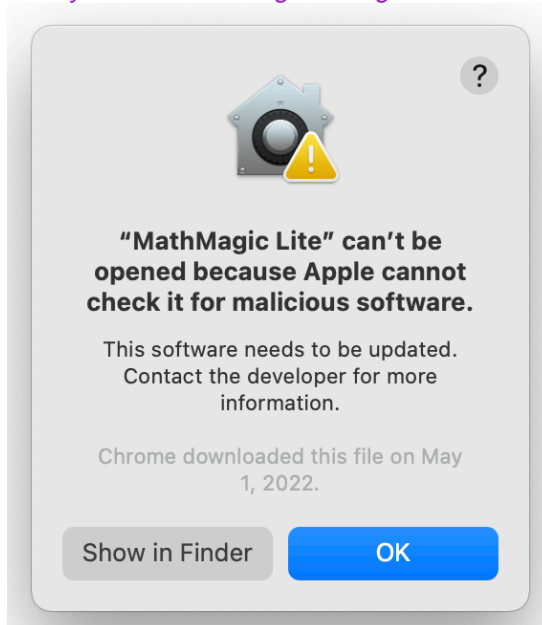 ?
“MathMagic Lite” can’t be
opened because Apple cannot
check it for malicious software.
This software needs to be updated.
Contact the developer for more
information.
Chrome downloaded this file on May
1, 2022.
Show in Finder
OK